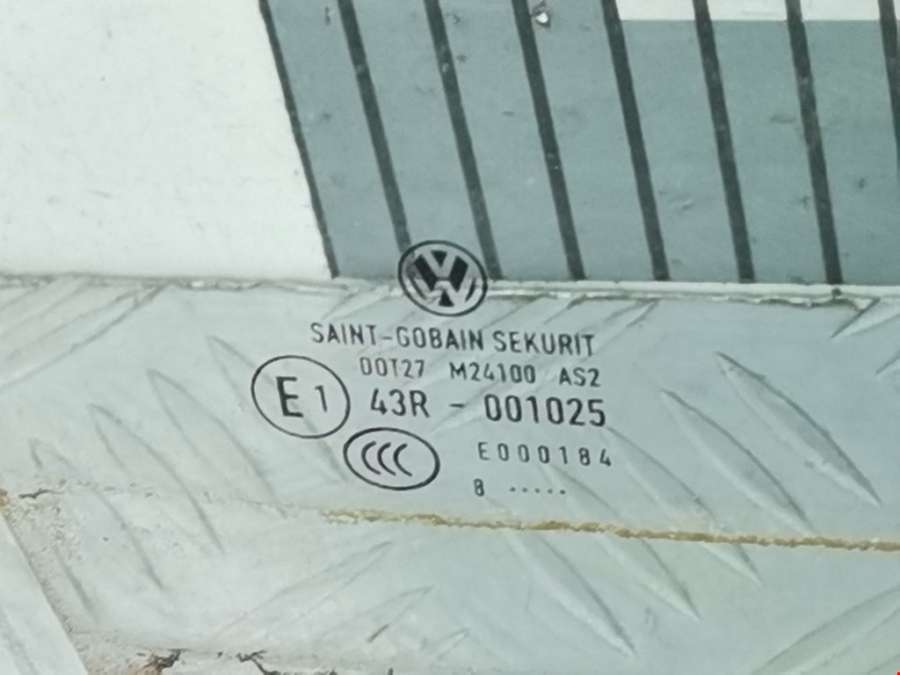 SAINT-GOBAIN SEKURIT
DOT27 M24100 AS2
E1 43R - 001025
CCC E000184
8 .....